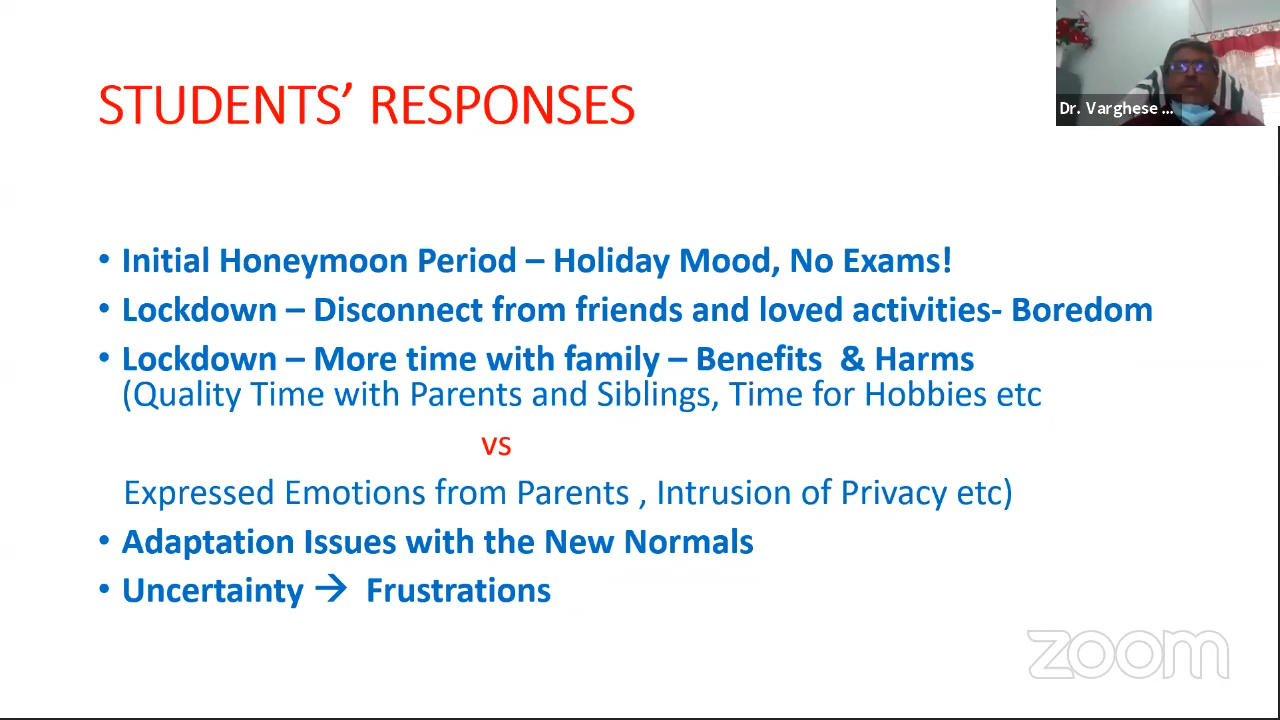 STUDENTS’ RESPONSES
Dr. Varghese ...
• Initial Honeymoon Period – Holiday Mood, No Exams!
• Lockdown – Disconnect from friends and loved activities- Boredom
• Lockdown – More time with family – Benefits & Harms
(Quality Time with Parents and Siblings, Time for Hobbies etc
vs
Expressed Emotions from Parents , Intrusion of Privacy etc)
• Adaptation Issues with the New Normals
• Uncertainty → Frustrations
zoom